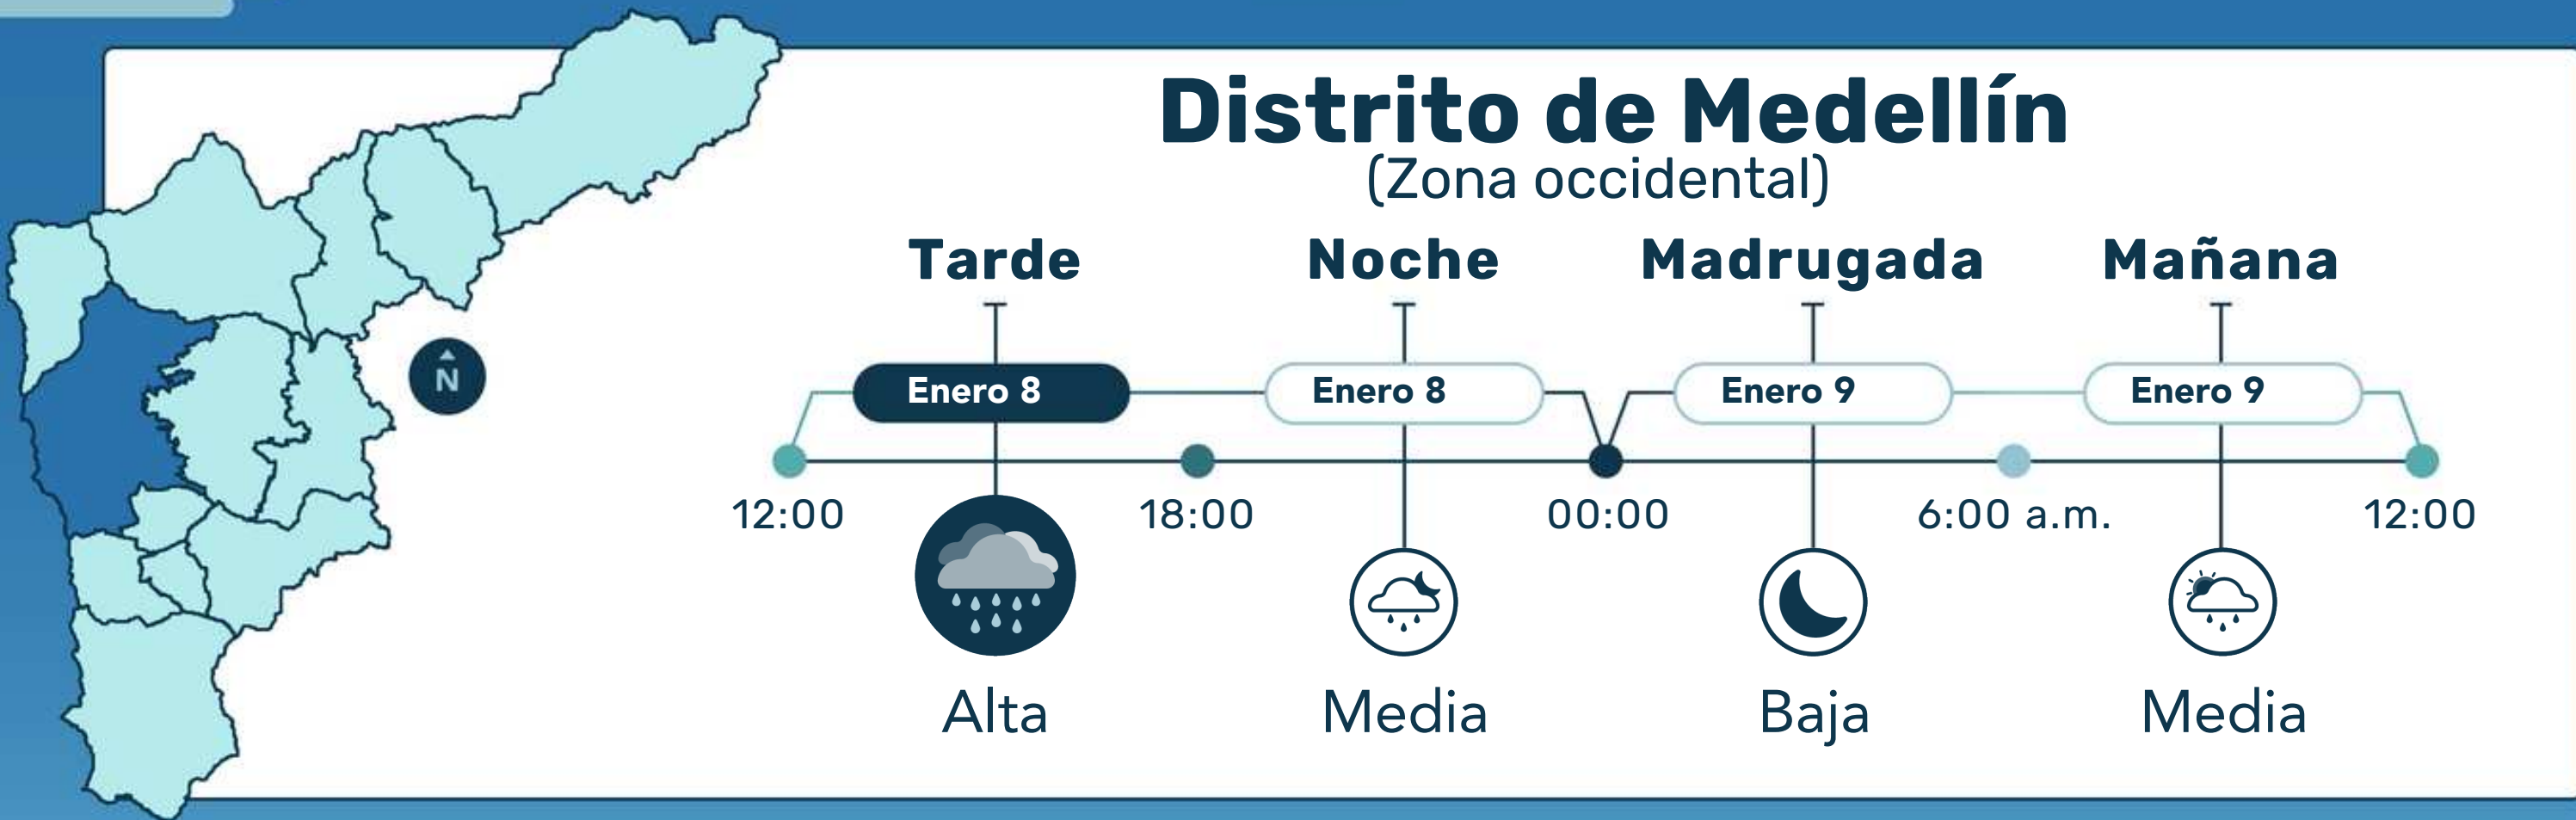 Distrito de Medellín
(Zona occidental)
Tarde Noche Madrugada Mañana
N
Enero 8 Enero 8 Enero 9 Enero 9
12:00 18:00 00:00 6:00 a.m. 12:00
Alta Media Baja Media